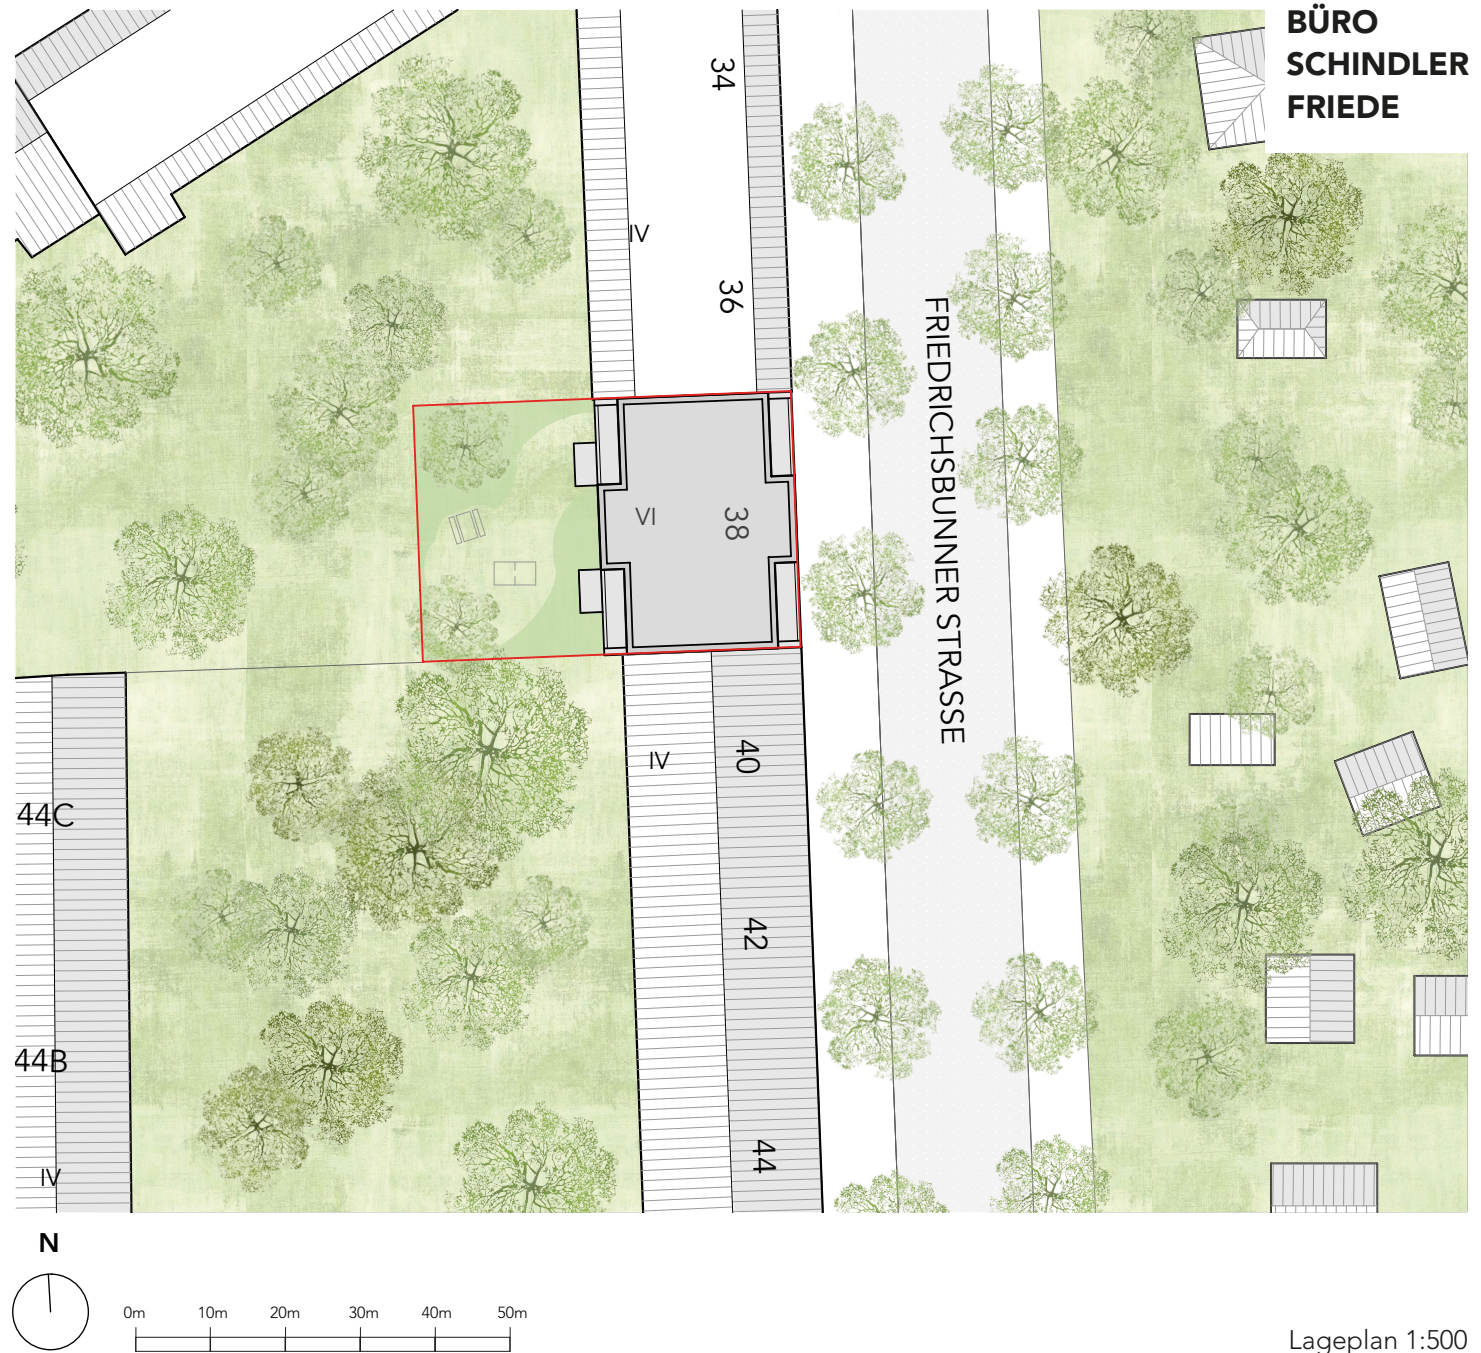 BÜRO
SCHINDLER
FRIEDE
34
IV
36
FRIEDRICHSBUNNER STRASSE
VI
38
IV
40
44C
42
44B
44
IV
N
0m 10m 20m 30m 40m 50m
Lageplan 1:500